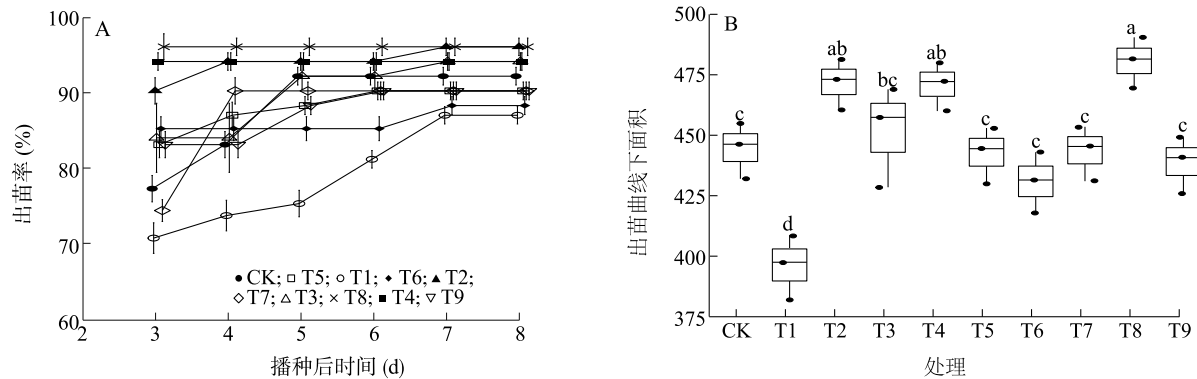 A
100
90
80
70
60
出苗率 (%)
CK; T5; T1; T6; T2;
T7; T3; T8; T4; T9
2 3 4 5 6 7 8
播种后时间 (d)
B
500
475
450
425
400
375
出苗曲线下面积
c d ab bc ab c c c a c
CK T1 T2 T3 T4 T5 T6 T7 T8 T9
处理